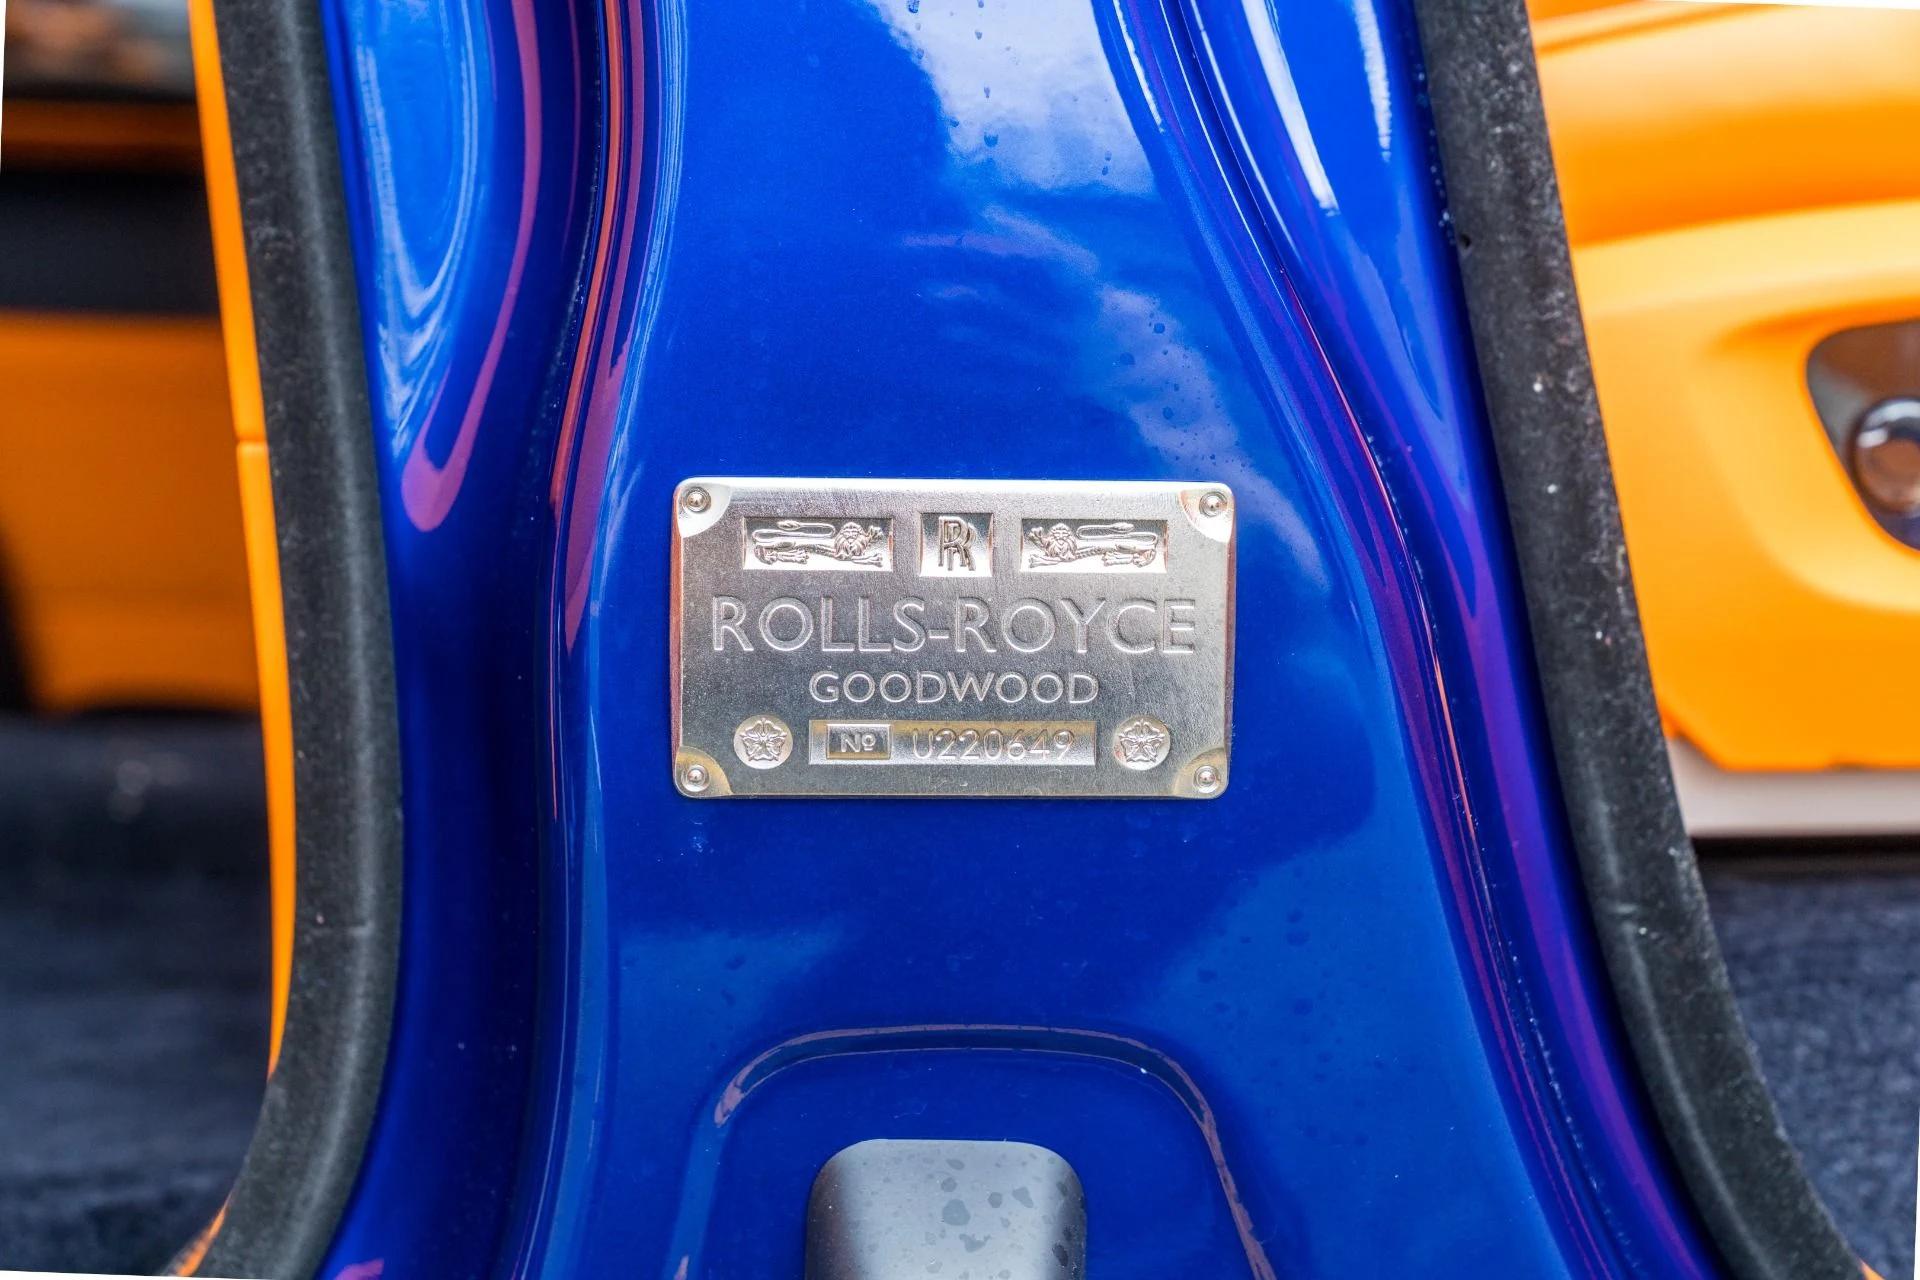 RR
ROLLS-ROYCE
GOODWOOD
Nº U220649